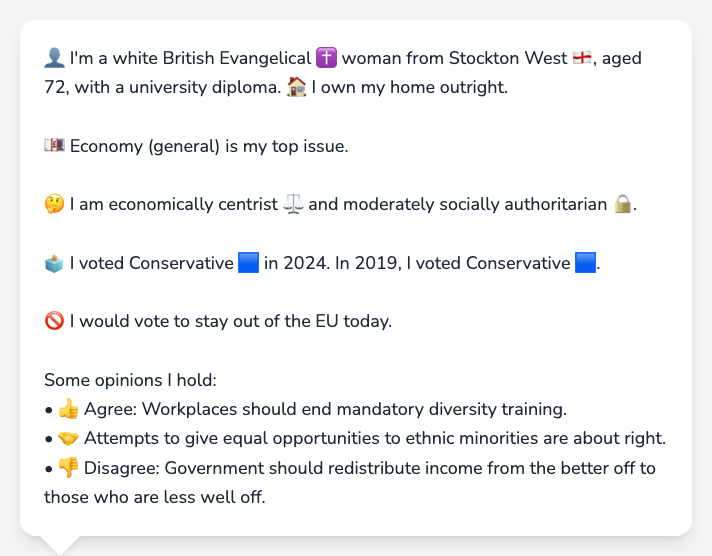 👤 I'm a white British Evangelical ✝️ woman from Stockton West 🏴󠁧󠁢󠁥󠁮󠁧󠁿, aged
72, with a university diploma. 🏠 I own my home outright.
💷 Economy (general) is my top issue.
🤔 I am economically centrist ⚖️ and moderately socially authoritarian 🔒.
🗳️ I voted Conservative 🟦 in 2024. In 2019, I voted Conservative 🟦.
🚫 I would vote to stay out of the EU today.
Some opinions I hold:
• 👍 Agree: Workplaces should end mandatory diversity training.
• 🤝 Attempts to give equal opportunities to ethnic minorities are about right.
• 👎 Disagree: Government should redistribute income from the better off to
those who are less well off.